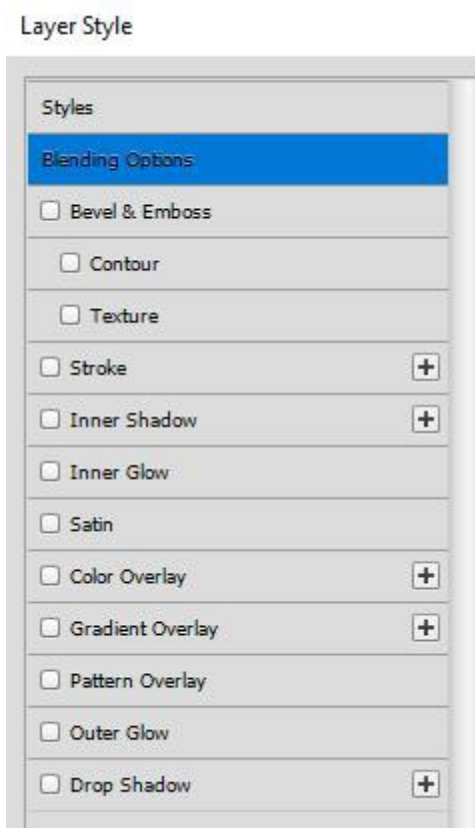 Layer Style
Styles
Blending Options
Bevel & Emboss
Contour
Texture
Stroke
Inner Shadow
Inner Glow
Satin
Color Overlay
Gradient Overlay
Pattern Overlay
Outer Glow
Drop Shadow